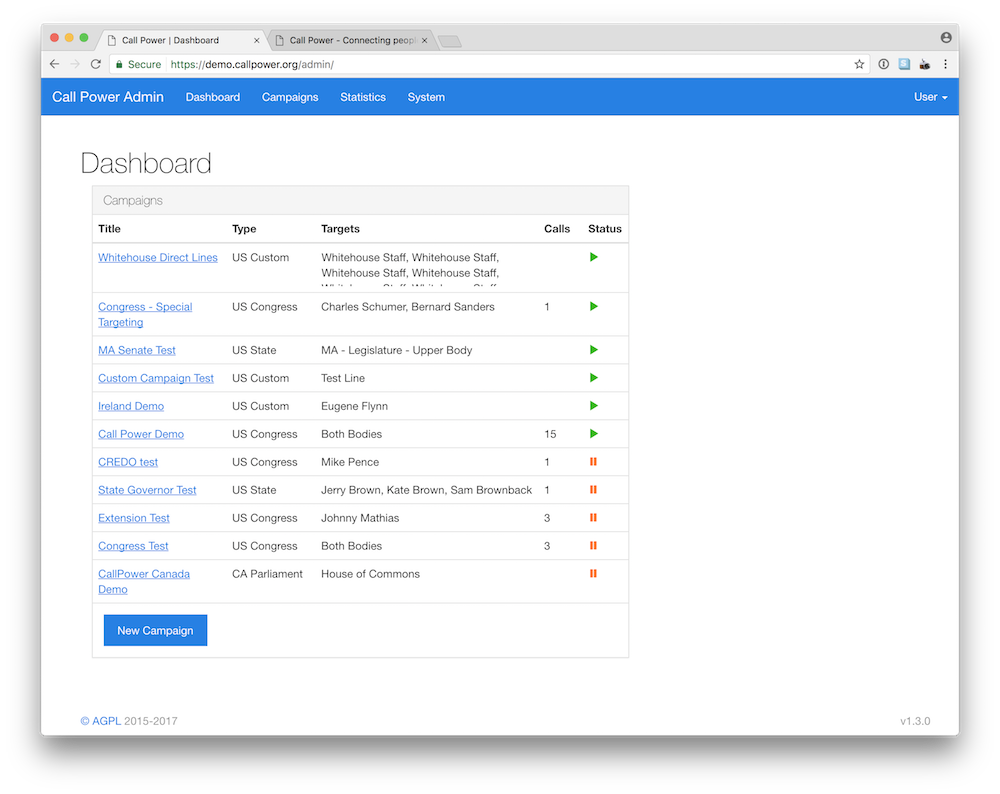 Call Power | Dashboard
Call Power - Connecting peopl
Secure https://demo.callpower.org/admin/
Call Power Admin Dashboard Campaigns Statistics System User
Dashboard
Campaigns
Title Type Targets Calls Status
Whitehouse Direct Lines US Custom Whitehouse Staff, Whitehouse Staff,
Whitehouse Staff, Whitehouse Staff,
Whitehouse Staff, Whitehouse Staff,
Congress - Special US Congress Charles Schumer, Bernard Sanders 1
Targeting
MA Senate Test US State MA - Legislature - Upper Body
Custom Campaign Test US Custom Test Line
Ireland Demo US Custom Eugene Flynn
Call Power Demo US Congress Both Bodies 15
CREDO test US Congress Mike Pence 1
State Governor Test US State Jerry Brown, Kate Brown, Sam Brownback 1
Extension Test US Congress Johnny Mathias 3
Congress Test US Congress Both Bodies 3
CallPower Canada CA Parliament House of Commons
Demo
New Campaign
© AGPL 2015-2017 v1.3.0